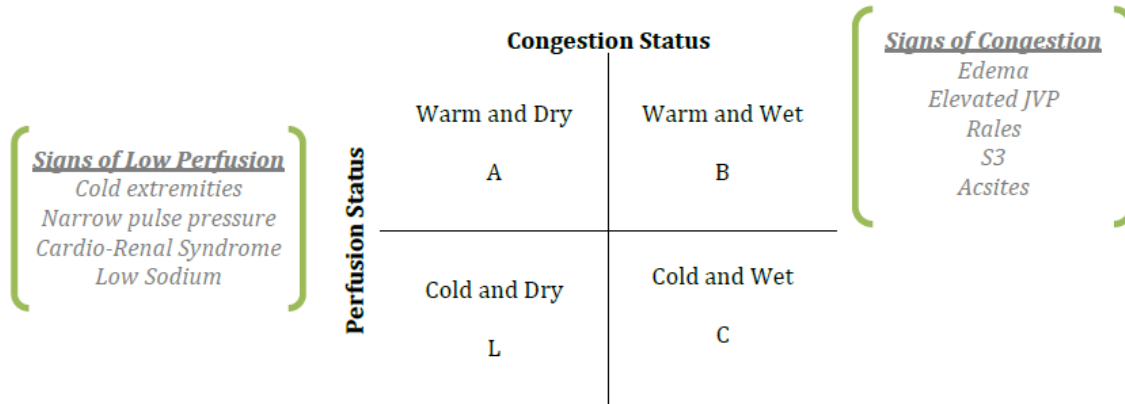 Congestion Status
Signs of Congestion
Edema
Elevated JVP
Rales
S3
Acsites
Signs of Low Perfusion
Cold extremities
Narrow pulse pressure
Cardio-Renal Syndrome
Low Sodium
Perfusion Status
Warm and Dry
A
Warm and Wet
B
Cold and Dry
L
Cold and Wet
C